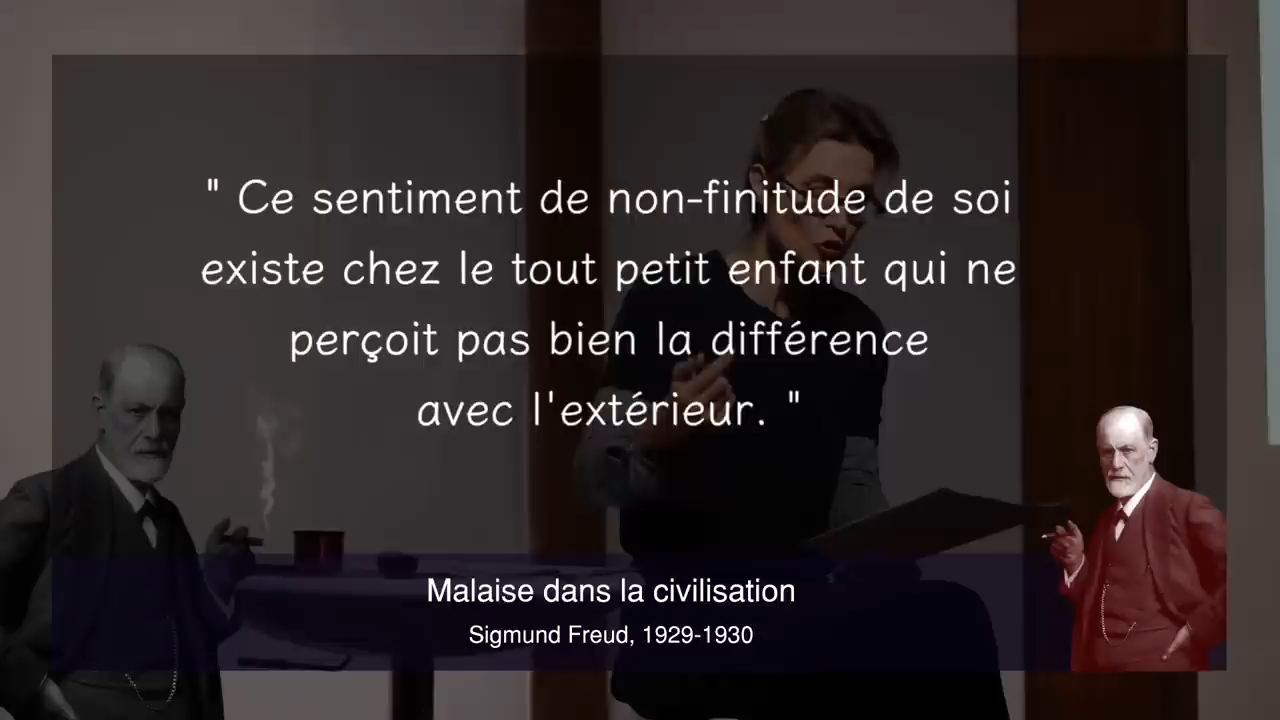 " Ce sentiment de non-finitude de soi
existe chez le tout petit enfant qui ne
perçoit pas bien la différence
avec l'extérieur. "
Malaise dans la civilisation
Sigmund Freud, 1929-1930